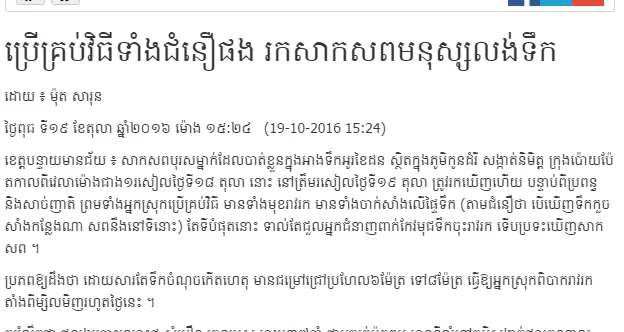 ប្រើគ្រប់វិធីទាំងជំនឿផង រកសាកសពមនុស្សលង់ទឹក
ដោយ ៖ ម៉ុត សារុន
ថ្ងៃពុធ ទី១៩ ខែតុលា ឆ្នាំ២០១៦ ម៉ោង ១៥:២៤ (19-10-2016 15:24)
ខេត្តបន្ទាយមានជ័យ ៖ សាកសពបុរសម្នាក់ដែលបាត់ខ្លួនក្នុងអាងទឹកអូរខែដន ស្ថិតក្នុងភូមិកូនដំរី សង្កាត់និមិត្ត ក្រុងប៉ោយប៉ែ
តកាលពីវេលាម៉ោងជាង១រសៀលថ្ងៃទី១៨ តុលា នោះ នៅត្រឹមរសៀលថ្ងៃទី១៩ តុលា ត្រូវរកឃើញហើយ បន្ទាប់ពីប្រពន្ធ
និងសាច់ញាតិ ព្រមទាំងអ្នកស្រុកប្រើគ្រប់វិធី មានទាំងមុខរាវរក មានទាំងបាក់សាំងលើផ្ទៃទឹក (តាមជំនឿថា បើឃើញទឹកកួច
សាំងកន្លែងណា សពនឹងនៅទីនោះ) តែទីបំផុតនោះ ទាល់តែជួលអ្នកជំនាញពាក់កែវមុជទឹកចុះរាវរក ទើបប្រទះឃើញសាក
សព ។
ប្រភពឱ្យដឹងថា ដោយសារតែទឹកចំណុចកើតហេតុ មានជម្រៅជ្រៅប្រហែល៦ម៉ែត្រ ទៅ៨ម៉ែត្រ ធ្វើឱ្យអ្នកស្រុកពិបាករាវរក
តាំងពីម្សិលមិញរហូតថ្ងៃនេះ ។